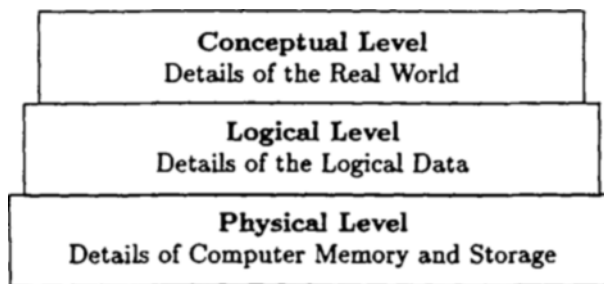 Conceptual Level
Details of the Real World
Logical Level
Details of the Logical Data
Physical Level
Details of Computer Memory and Storage